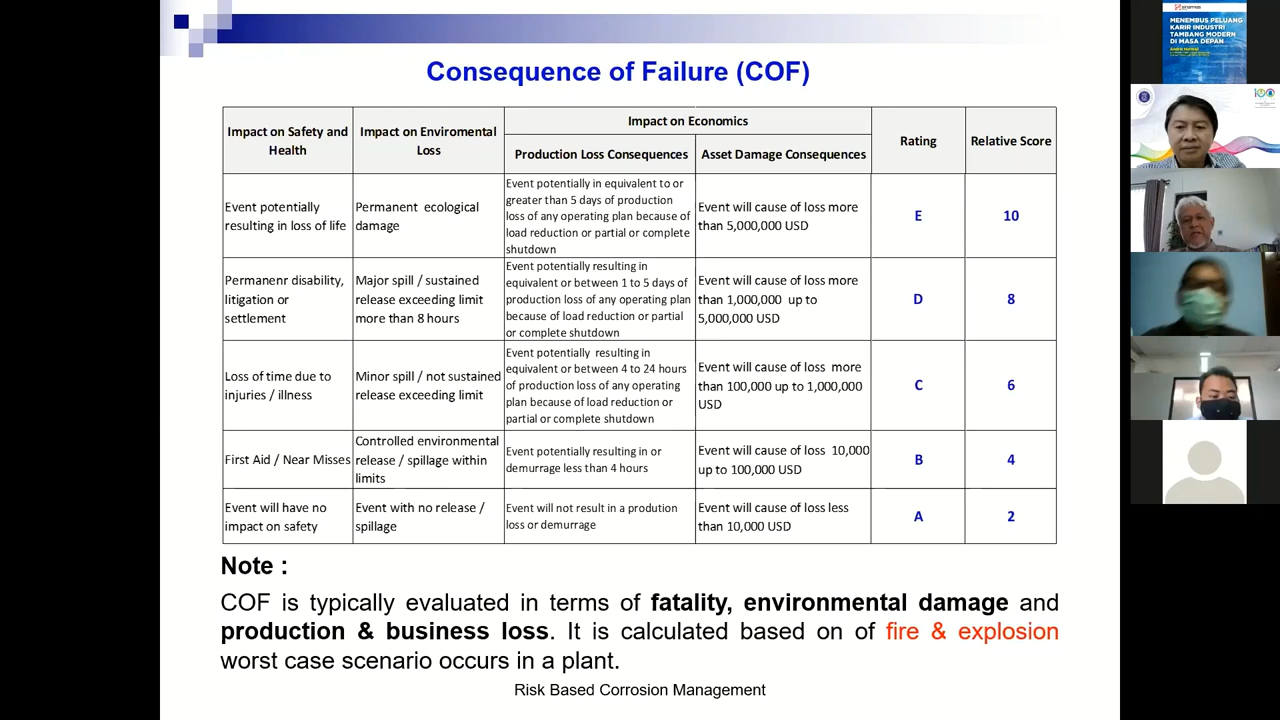 Consequence of Failure (COF)
Impact on Safety and
Health
Impact on Enviromental
Loss
Impact on Economics
Production Loss Consequences
Asset Damage Consequences
Rating
Relative Score
Event potentially
resulting in loss of life
Permanent ecological
damage
Event potentially in equivalent to or
greater than 5 days of production
loss of any operating plan because of
load reduction or partial or complete
shutdown
Event will cause of loss more
than 5,000,000 USD
E
10
Permanenr disability,
litigation or
settlement
Major spill / sustained
release exceeding limit
more than 8 hours
Event potentially resulting in
equivalent or between 1 to 5 days of
production loss of any operating plan
because of load reduction or partial
or complete shutdown
Event will cause of loss more
than 1,000,000 up to
5,000,000 USD
D
8
Loss of time due to
injuries / illness
Minor spill / not sustained
release exceeding limit
Event potentially resulting in
equivalent or between 4 to 24 hours
of production loss of any operating
plan because of load reduction or
partial or complete shutdown
Event will cause of loss more
than 100,000 up to 1,000,000
USD
C
6
First Aid / Near Misses
Controlled environmental
release / spillage within
limits
Event potentially resulting in or
demurrage less than 4 hours
Event will cause of loss 10,000
up to 100,000 USD
B
4
Event will have no
impact on safety
Event with no release /
spillage
Event will not result in a prodution
loss or demurrage
Event will cause of loss less
than 10,000 USD
A
2
Note :
COF is typically evaluated in terms of fatality, environmental damage and
production & business loss. It is calculated based on of fire & explosion
worst case scenario occurs in a plant.
Risk Based Corrosion Management
MENEMBUS PELUANG
KARIR INDUSTRI
TAMBANG MODERN
DI MASA DEPAN